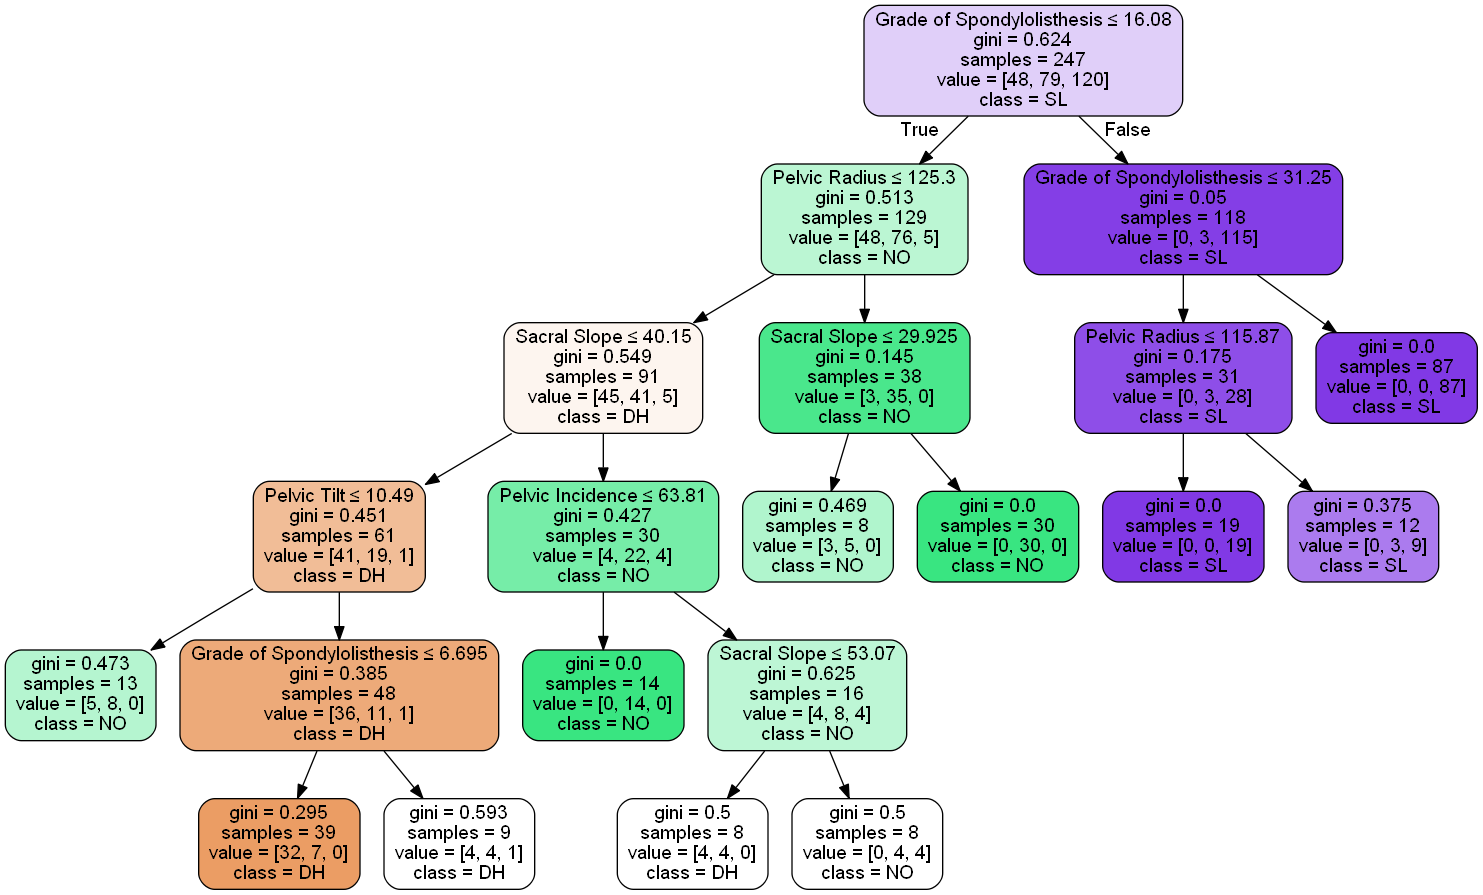 Grade of Spondylolisthesis ≤ 16.08
gini = 0.624
samples = 247
value = [48, 79, 120]
class = SL
True
False
Pelvic Radius ≤ 125.3
gini = 0.513
samples = 129
value = [48, 76, 5]
class = NO
Grade of Spondylolisthesis ≤ 31.25
gini = 0.05
samples = 118
value = [0, 3, 115]
class = SL
Sacral Slope ≤ 40.15
gini = 0.549
samples = 91
value = [45, 41, 5]
class = DH
Sacral Slope ≤ 29.925
gini = 0.145
samples = 38
value = [3, 35, 0]
class = NO
Pelvic Radius ≤ 115.87
gini = 0.175
samples = 31
value = [0, 3, 28]
class = SL
gini = 0.0
samples = 87
value = [0, 0, 87]
class = SL
Pelvic Tilt ≤ 10.49
gini = 0.451
samples = 61
value = [41, 19, 1]
class = DH
Pelvic Incidence ≤ 63.81
gini = 0.427
samples = 30
value = [4, 22, 4]
class = NO
gini = 0.469
samples = 8
value = [3, 5, 0]
class = NO
gini = 0.0
samples = 30
value = [0, 30, 0]
class = NO
gini = 0.0
samples = 19
value = [0, 0, 19]
class = SL
gini = 0.375
samples = 12
value = [0, 3, 9]
class = SL
gini = 0.473
samples = 13
value = [5, 8, 0]
class = NO
Grade of Spondylolisthesis ≤ 6.695
gini = 0.385
samples = 48
value = [36, 11, 1]
class = DH
gini = 0.0
samples = 14
value = [0, 14, 0]
class = NO
Sacral Slope ≤ 53.07
gini = 0.625
samples = 16
value = [4, 8, 4]
class = NO
gini = 0.295
samples = 39
value = [32, 7, 0]
class = DH
gini = 0.593
samples = 9
value = [4, 4, 1]
class = DH
gini = 0.5
samples = 8
value = [4, 4, 0]
class = DH
gini = 0.5
samples = 8
value = [0, 4, 4]
class = NO